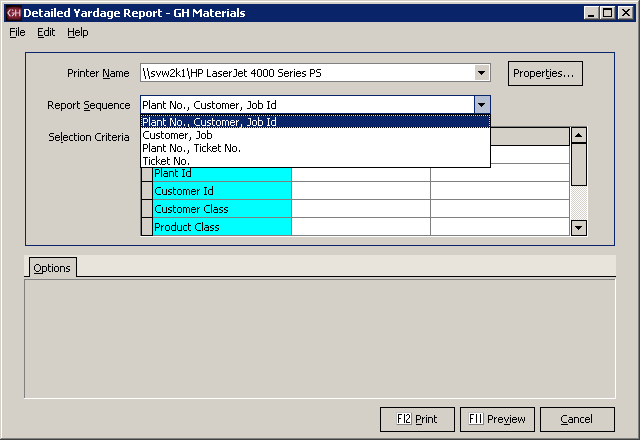 GH Detailed Yardage Report - GH Materials
File Edit Help
Printer Name \\svw2k1\HP LaserJet 4000 Series PS Properties...
Report Sequence Plant No., Customer, Job Id
Plant No., Customer, Job Id
Selection Criteria Customer, Job
Plant No., Ticket No.
Ticket No.
Plant Id
Customer Id
Customer Class
Product Class
Options
F12 Print F11 Preview Cancel